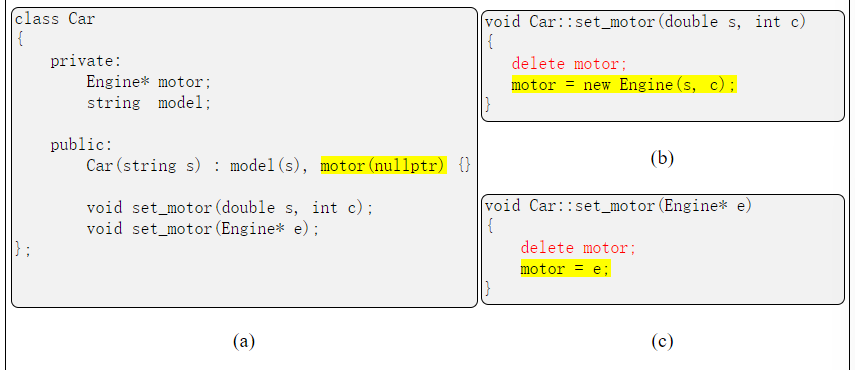 class Car
{
private:
Engine* motor;
string  model;
public:
Car(string s) : model(s), motor(nullptr) {}
void set_motor(double s, int c);
void set_motor(Engine* e);
};
(a)
void Car::set_motor(double s, int c)
{
delete motor;
motor = new Engine(s, c);
}
(b)
void Car::set_motor(Engine* e)
{
delete motor;
motor = e;
}
(c)